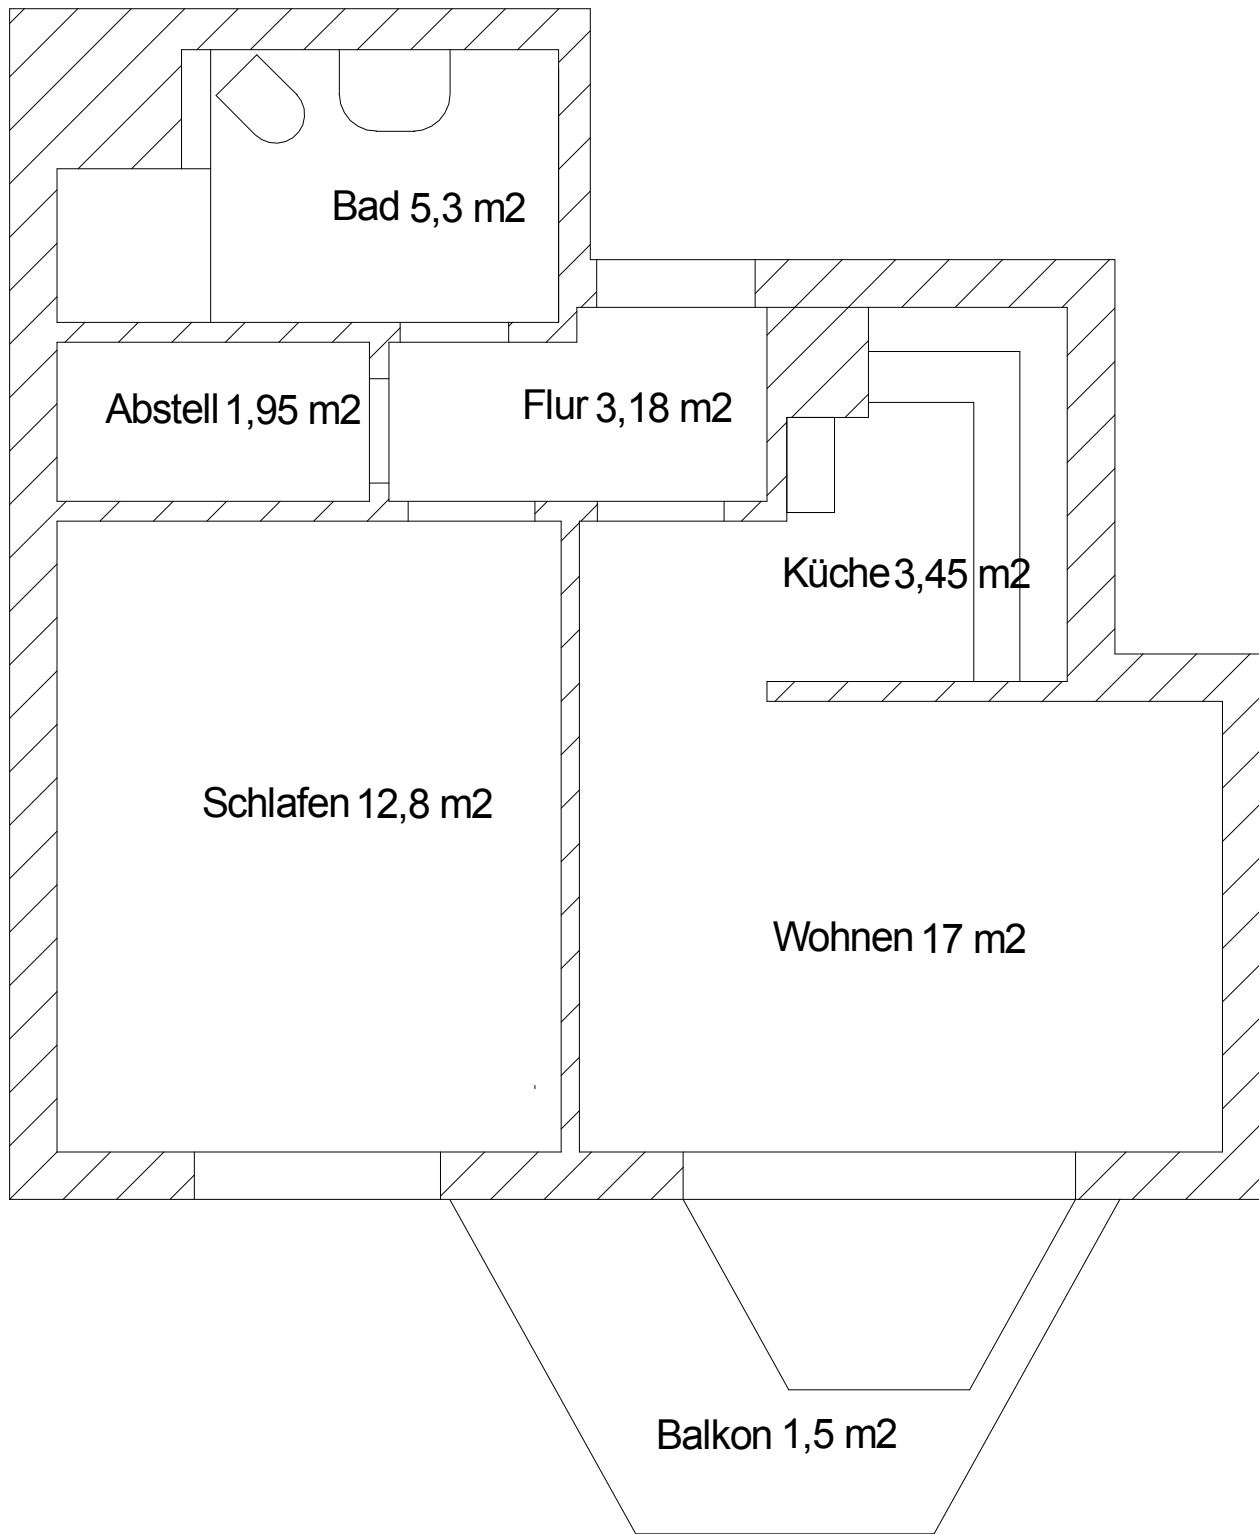 Bad 5,3 m2
Abstell 1,95 m2
Flur 3,18 m2
Küche 3,45 m2
Schlafen 12,8 m2
Wohnen 17 m2
Balkon 1,5 m2